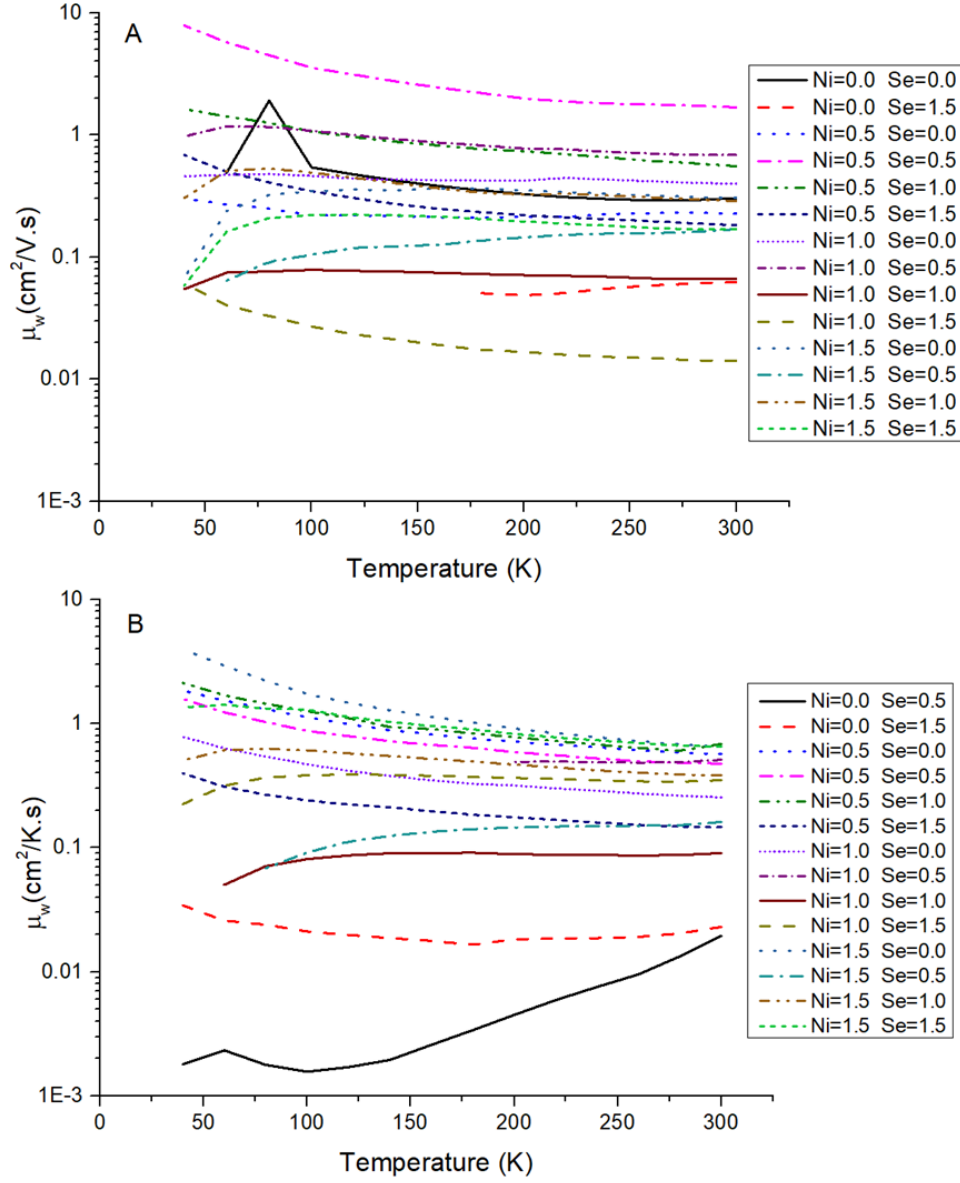 A
10
1
0.1
0.01
1E-3
μw(cm²/V.s)
0 50 100 150 200 250 300
Temperature (K)
Ni=0.0 Se=0.0
Ni=0.0 Se=1.5
Ni=0.5 Se=0.0
Ni=0.5 Se=0.5
Ni=0.5 Se=1.0
Ni=0.5 Se=1.5
Ni=1.0 Se=0.0
Ni=1.0 Se=0.5
Ni=1.0 Se=1.0
Ni=1.0 Se=1.5
Ni=1.5 Se=0.0
Ni=1.5 Se=0.5
Ni=1.5 Se=1.0
Ni=1.5 Se=1.5
B
10
1
0.1
0.01
1E-3
μw(cm²/K.s)
0 50 100 150 200 250 300
Temperature (K)
Ni=0.0 Se=0.5
Ni=0.0 Se=1.5
Ni=0.5 Se=0.0
Ni=0.5 Se=0.5
Ni=0.5 Se=1.0
Ni=0.5 Se=1.5
Ni=1.0 Se=0.0
Ni=1.0 Se=0.5
Ni=1.0 Se=1.0
Ni=1.0 Se=1.5
Ni=1.5 Se=0.0
Ni=1.5 Se=0.5
Ni=1.5 Se=1.0
Ni=1.5 Se=1.5